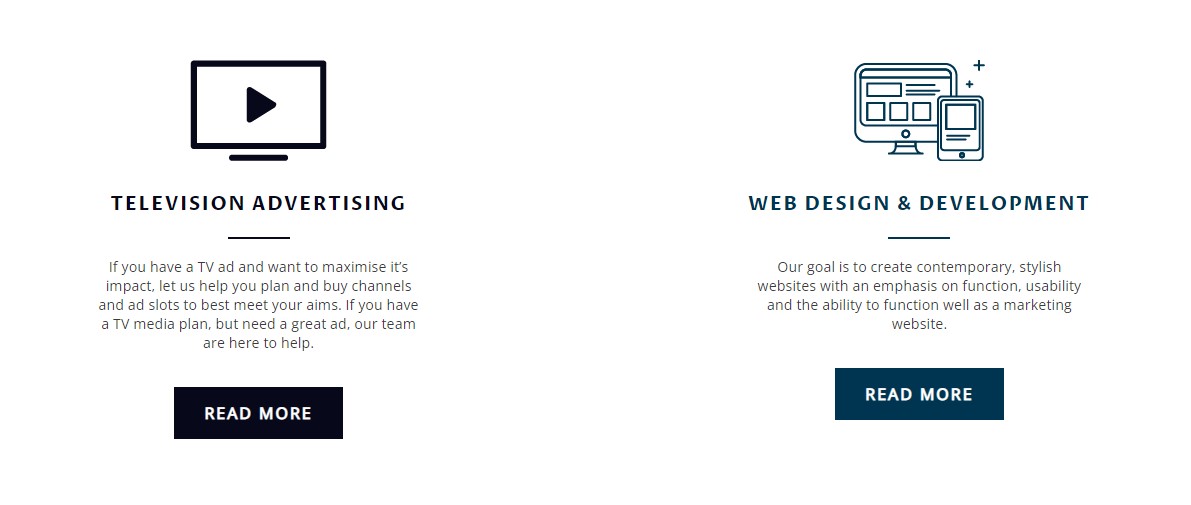 TELEVISION ADVERTISING
If you have a TV ad and want to maximise it’s
impact, let us help you plan and buy channels
and ad slots to best meet your aims. If you have
a TV media plan, but need a great ad, our team
are here to help.
READ MORE
WEB DESIGN & DEVELOPMENT
Our goal is to create contemporary, stylish
websites with an emphasis on function, usability
and the ability to function well as a marketing
website.
READ MORE